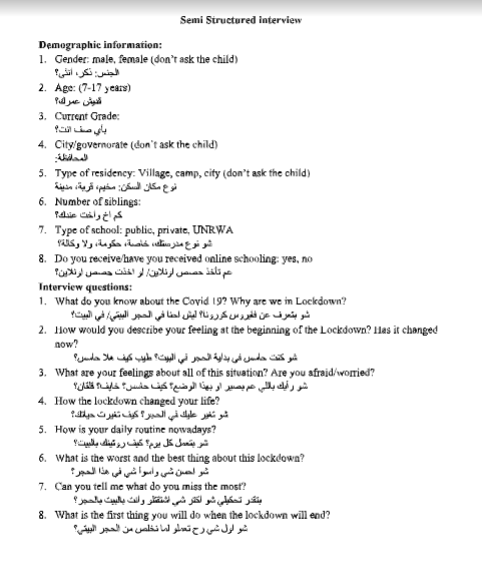 Semi Structured interview
Demographic information:
1. Gender: male, female (don't ask the child)
الجنس: ذكر، أنثى؟
2. Age: (7-17 years)
قديش عمرك؟
3. Current Grade:
بأي صف انت؟
4. City/governorate (don't ask the child)
المحافظة:
5. Type of residency: Village, camp, city (don't ask the child)
نوع مكان السكن: مخيم، قرية، مدينة
6. Number of siblings:
كم اخ واخت عندك؟
7. Type of school: public, private, UNRWA
شو نوع مدرستك، خاصة، حكومة، ولا وكالة؟
8. Do you receive/have you received online schooling: yes, no
عم تأخذ حصص اونلاين/ او اخذت حصص اونلاين؟
Interview questions:
1. What do you know about the Covid 19? Why are we in Lockdown?
شو بتعرف عن فيروس كورونا؟ ليش احنا في الحجر البيتي/ في البيت؟
2. How would you describe your feeling at the beginning of the Lockdown? Has it changed
now?
شو كنت حاسس في بداية الحجر في البيت؟ طيب كيف هلا حاسس؟
3. What are your feelings about all of this situation? Are you afraid/worried?
شو رأيك باللي عم بصير او بهذا الوضع؟ كيف حاسس؟ خايف؟ قلقان؟
4. How the lockdown changed your life?
شو تغير عليك في الحجر؟ كيف تغيرت حياتك؟
5. How is your daily routine nowadays?
شو بتعمل كل يوم؟ كيف روتينك بالبيت؟
6. What is the worst and the best thing about this lockdown?
شو احسن شي واسوأ شي في هذا الحجر؟
7. Can you tell me what do you miss the most?
بتقدر تحكيلي شو اكثر شي اشتقتله وانت بالبيت بالحجر؟
8. What is the first thing you will do when the lockdown will end?
شو اول شي رح تعملو لما نخلص من الحجر البيتي؟